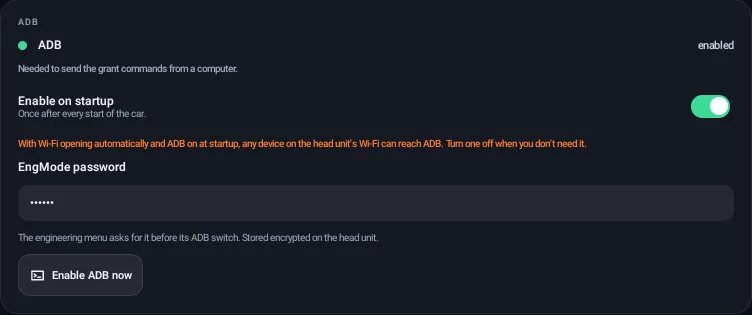 ADB
ADB
enabled
Needed to send the grant commands from a computer.
Enable on startup
Once after every start of the car.
With Wi-Fi opening automatically and ADB on at startup, any device on the head unit's Wi-Fi can reach ADB. Turn one off when you don't need it.
EngMode password
••••••
The engineering menu asks for it before its ADB switch. Stored encrypted on the head unit.
Enable ADB now